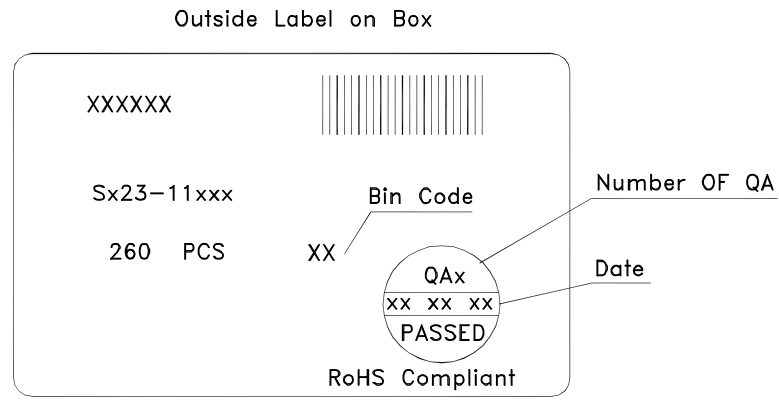 Outside Label on Box
XXXXXX
Sx23-11xxx
Bin Code
Number OF QA
260 PCS
XX
QAx
Date
xx xx xx
PASSED
RoHS Compliant